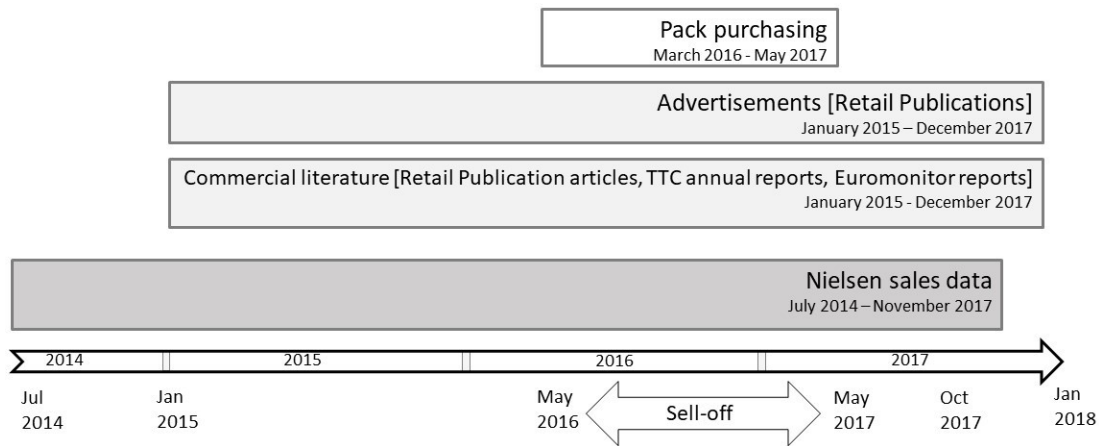 Pack purchasing
March 2016 - May 2017
Advertisements [Retail Publications]
January 2015 – December 2017
Commercial literature [Retail Publication articles, TTC annual reports, Euromonitor reports]
January 2015 - December 2017
Nielsen sales data
July 2014 – November 2017
2014 2015 2016 2017
Jul 2014
Jan 2015
May 2016
Sell-off
May 2017
Oct 2017
Jan 2018